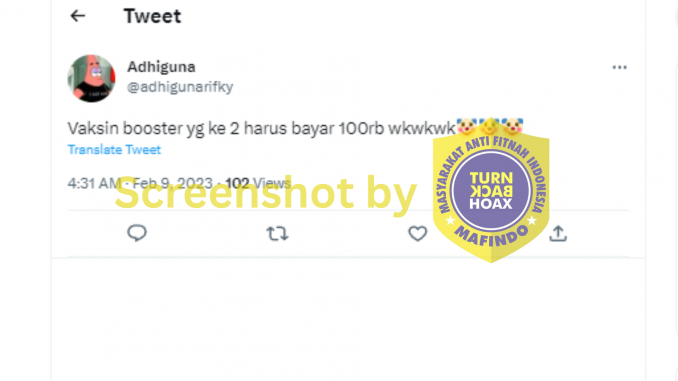 Tweet
Adhiguna
@adhigunarifky
Vaksin booster yg ke 2 harus bayar 100rb wkwkwk🤡🤡🤡
Translate Tweet
4:31 AM · Feb 9, 2023 · 102 Views
Screenshot by
MASYARAKAT ANTI FITNAH INDONESIA
TURN
BACK
HOAX
MAFINDO